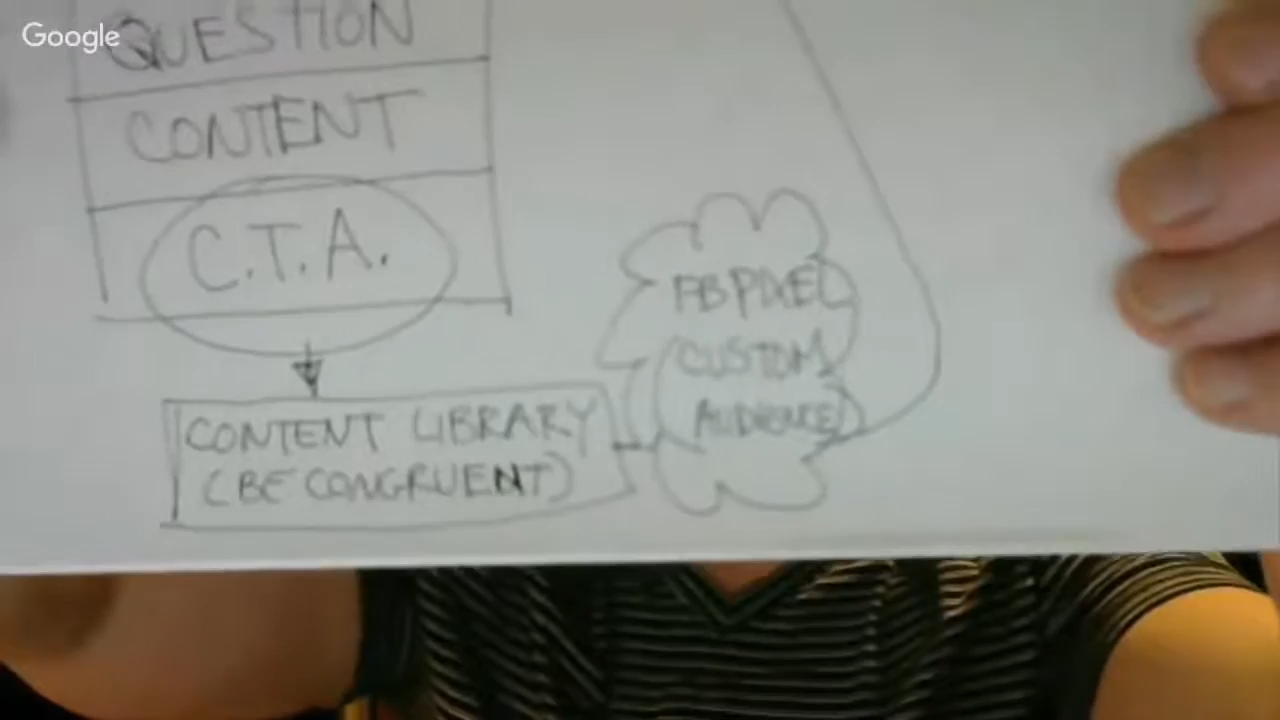 Google
QUESTION
CONTENT
C.T.A.
FB PIXEL
CUSTOM
AUDIENCE
CONTENT LIBRARY
(BE CONGRUENT)